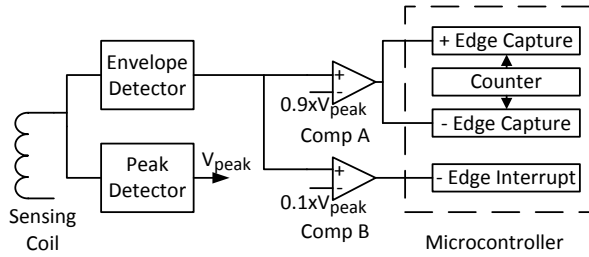 Envelope
Detector
Peak
Detector
Vpeak
Sensing
Coil
+
-
0.9xVpeak
Comp A
+
-
0.1xVpeak
Comp B
+ Edge Capture
Counter
- Edge Capture
- Edge Interrupt
Microcontroller